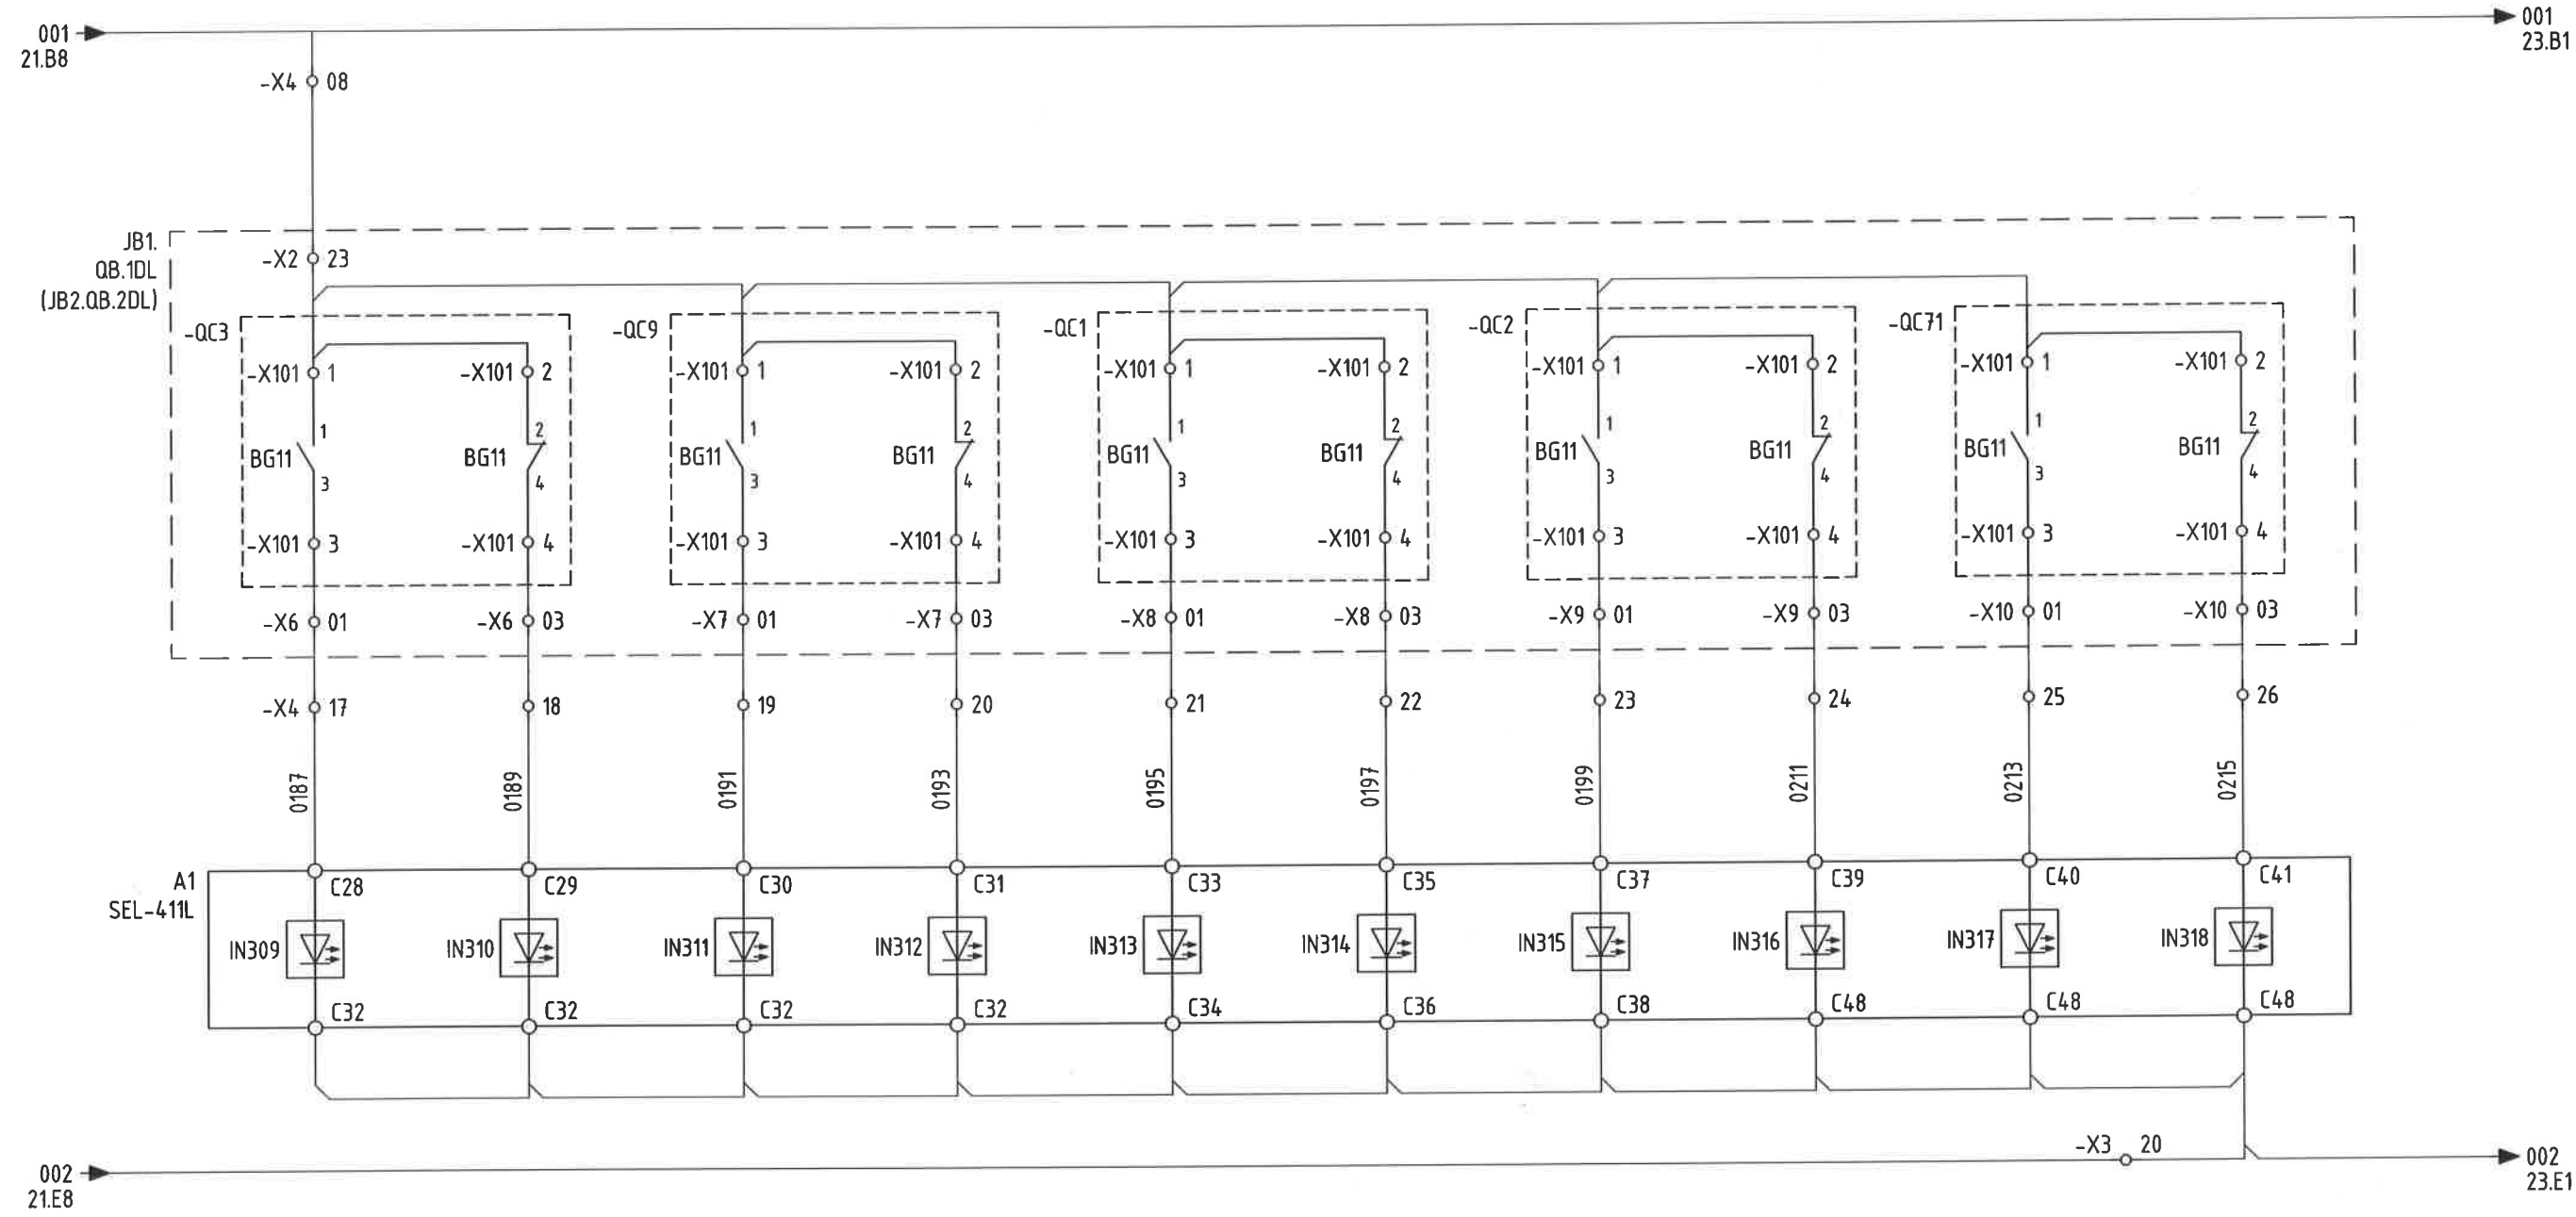 001
21.B8
001
23.B1
-X4 08
JB1.
QB.1DL
(JB2.QB.2DL)
-X2 23
-QC3 -QC9 -QC1 -QC2 -QC71
-X101 1 -X101 2 -X101 1 -X101 2 -X101 1 -X101 2 -X101 1 -X101 2 -X101 1 -X101 2
1 2 1 2 1 2 1 2 1 2
BG11 BG11 BG11 BG11 BG11 BG11 BG11 BG11 BG11 BG11
3 4 3 4 3 4 3 4 3 4
-X101 3 -X101 4 -X101 3 -X101 4 -X101 3 -X101 4 -X101 3 -X101 4 -X101 3 -X101 4
-X6 01 -X6 03 -X7 01 -X7 03 -X8 01 -X8 03 -X9 01 -X9 03 -X10 01 -X10 03
-X4 17 18 19 20 21 22 23 24 25 26
0187 0189 0191 0193 0195 0197 0199 0211 0213 0215
A1
SEL-411L
C28 C29 C30 C31 C33 C35 C37 C39 C40 C41
IN309 IN310 IN311 IN312 IN313 IN314 IN315 IN316 IN317 IN318
C32 C32 C32 C32 C34 C36 C38 C48 C48 C48
-X3 20
002
21.E8
002
23.E1